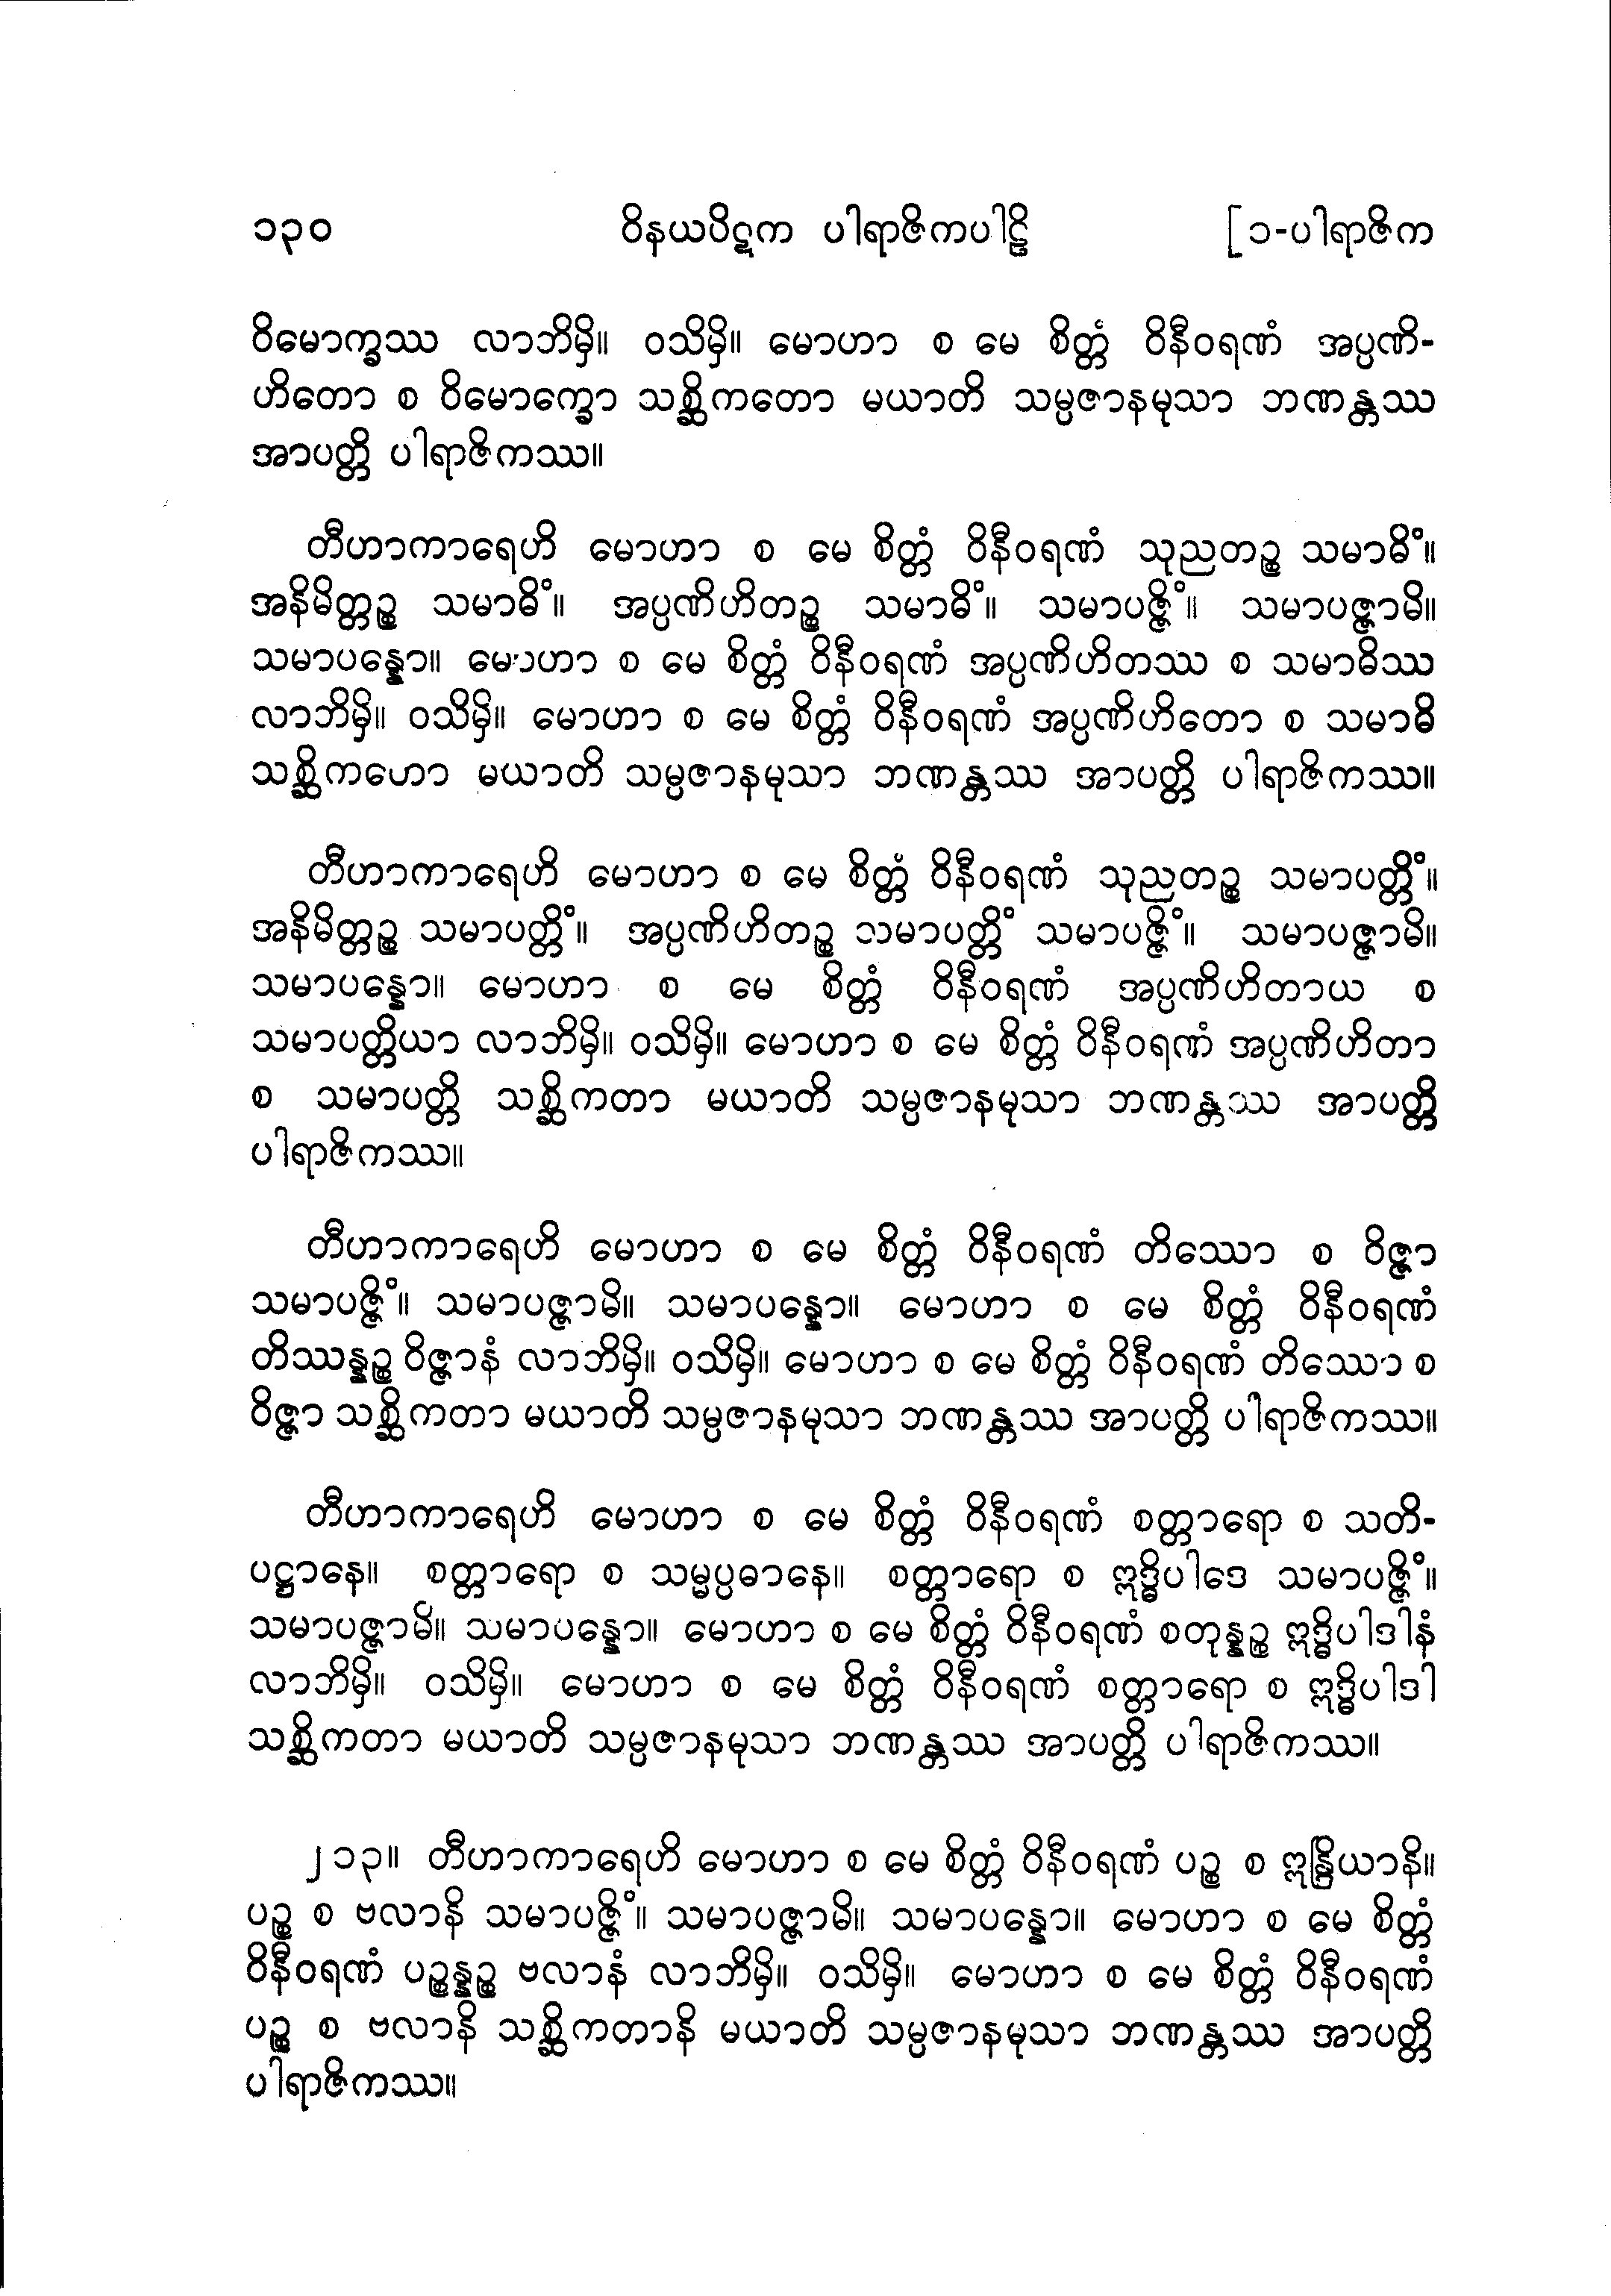 ၁၃၀ ဝိနယပိဋက ပါရာဇိကပါဠိ [၁-ပါရာဇိက
ဝိမောက္ခဿ လာဘိမှိ။ ဝသိမှိ။ မောဟာ စ မေ စိတ္တံ ဝိနီဝရဏံ အပ္ပဏိ-
ဟိတော စ ဝိမောက္ခော သစ္ဆိကတော မယာတိ သမ္ပဇာနမုသာ ဘဏန္တဿ
အာပတ္တိ ပါရာဇိကဿ။
တီဟာကာရေဟိ မောဟာ စ မေ စိတ္တံ ဝိနီဝရဏံ သုညတဉ္စ သမာဓိံ။
အနိမိတ္တဉ္စ သမာဓိံ။ အပ္ပဏိဟိတဉ္စ သမာဓိံ။ သမာပဇ္ဇိံ။ သမာပဇ္ဇာမိ။
သမာပန္နော။ မောဟာ စ မေ စိတ္တံ ဝိနီဝရဏံ အပ္ပဏိဟိတဿ စ သမာဓိဿ
လာဘိမှိ။ ဝသိမှိ။ မောဟာ စ မေ စိတ္တံ ဝိနီဝရဏံ အပ္ပဏိဟိတော စ သမာဓိ
သစ္ဆိကဟော မယာတိ သမ္ပဇာနမုသာ ဘဏန္တဿ အာပတ္တိ ပါရာဇိကဿ။
တီဟာကာရေဟိ မောဟာ စ မေ စိတ္တံ ဝိနီဝရဏံ သုညတဉ္စ သမာပတ္တိံ။
အနိမိတ္တဉ္စ သမာပတ္တိံ။ အပ္ပဏိဟိတဉ္စ သမာပတ္တိံ သမာပဇ္ဇိံ။ သမာပဇ္ဇာမိ။
သမာပန္နော။ မောဟာ စ မေ စိတ္တံ ဝိနီဝရဏံ အပ္ပဏိဟိတာယ စ
သမာပတ္တိယာ လာဘိမှိ။ ဝသိမှိ။ မောဟာ စ မေ စိတ္တံ ဝိနီဝရဏံ အပ္ပဏိဟိတာ
စ သမာပတ္တိ သစ္ဆိကတာ မယာတိ သမ္ပဇာနမုသာ ဘဏန္တဿ အာပတ္တိ
ပါရာဇိကဿ။
တီဟာကာရေဟိ မောဟာ စ မေ စိတ္တံ ဝိနီဝရဏံ တိဿော စ ဝိဇ္ဇာ
သမာပဇ္ဇိံ။ သမာပဇ္ဇာမိ။ သမာပန္နော။ မောဟာ စ မေ စိတ္တံ ဝိနီဝရဏံ
တိဿန္နဉ္စ ဝိဇ္ဇာနံ လာဘိမှိ။ ဝသိမှိ။ မောဟာ စ မေ စိတ္တံ ဝိနီဝရဏံ တိဿော စ
ဝိဇ္ဇာ သစ္ဆိကတာ မယာတိ သမ္ပဇာနမုသာ ဘဏန္တဿ အာပတ္တိ ပါရာဇိကဿ။
တီဟာကာရေဟိ မောဟာ စ မေ စိတ္တံ ဝိနီဝရဏံ စတ္တာရော စ သတိ-
ပဋ္ဌာနေ။ စတ္တာရော စ သမ္မပ္ပဓာနေ။ စတ္တာရော စ ဣဒ္ဓိပါဒေ သမာပဇ္ဇိံ။
သမာပဇ္ဇာမိ။ သမာပန္နော။ မောဟာ စ မေ စိတ္တံ ဝိနီဝရဏံ စတုန္နဉ္စ ဣဒ္ဓိပါဒါနံ
လာဘိမှိ။ ဝသိမှိ။ မောဟာ စ မေ စိတ္တံ ဝိနီဝရဏံ စတ္တာရော စ ဣဒ္ဓိပါဒါ
သစ္ဆိကတာ မယာတိ သမ္ပဇာနမုသာ ဘဏန္တဿ အာပတ္တိ ပါရာဇိကဿ။
၂၁၃။ တီဟာကာရေဟိ မောဟာ စ မေ စိတ္တံ ဝိနီဝရဏံ ပဉ္စ စ ဣန္ဒြိယာနိ။
ပဉ္စ စ ဗလာနိ သမာပဇ္ဇိံ။ သမာပဇ္ဇာမိ။ သမာပန္နော။ မောဟာ စ မေ စိတ္တံ
ဝိနီဝရဏံ ပဉ္စန္နဉ္စ ဗလာနံ လာဘိမှိ။ ဝသိမှိ။ မောဟာ စ မေ စိတ္တံ ဝိနီဝရဏံ
ပဉ္စ စ ဗလာနိ သစ္ဆိကတာနိ မယာတိ သမ္ပဇာနမုသာ ဘဏန္တဿ အာပတ္တိ
ပါရာဇိကဿ။